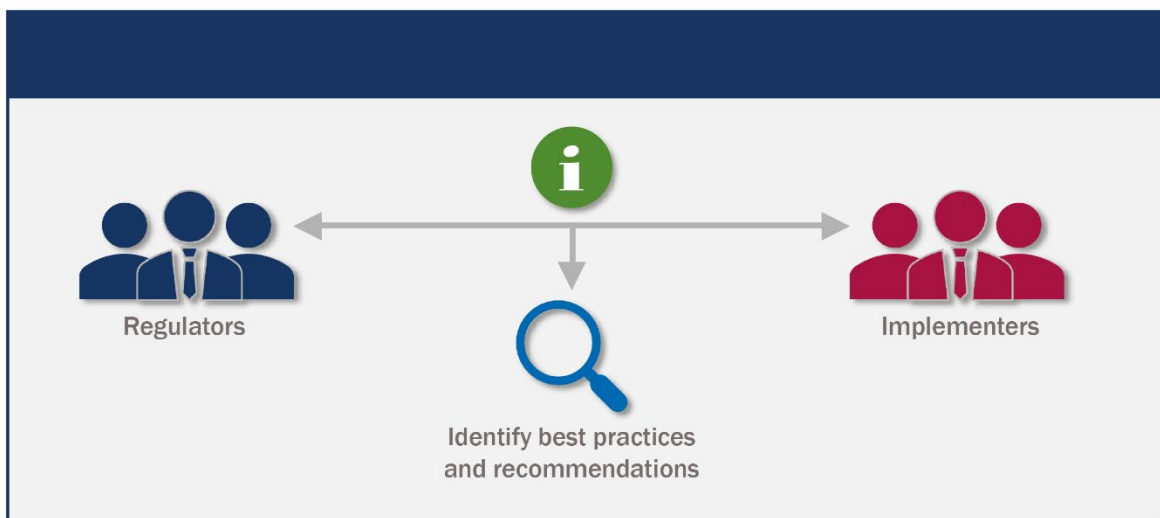 i
Regulators
Implementers
Identify best practices
and recommendations